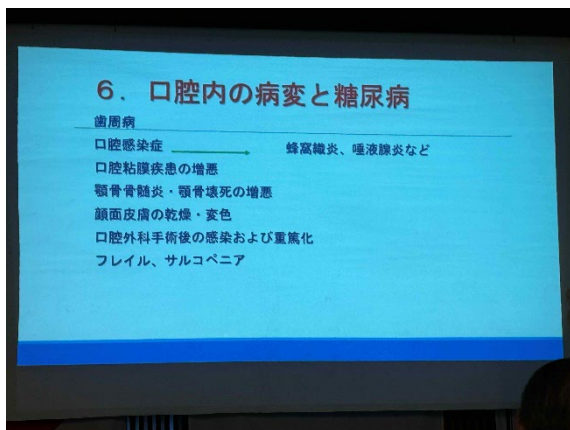 6．口腔内の病変と糖尿病
歯周病
口腔感染症 蜂窩織炎、唾液腺炎など
口腔粘膜疾患の増悪
顎骨骨髄炎・顎骨壊死の増悪
顔面皮膚の乾燥・変色
口腔外科手術後の感染および重篤化
フレイル、サルコペニア